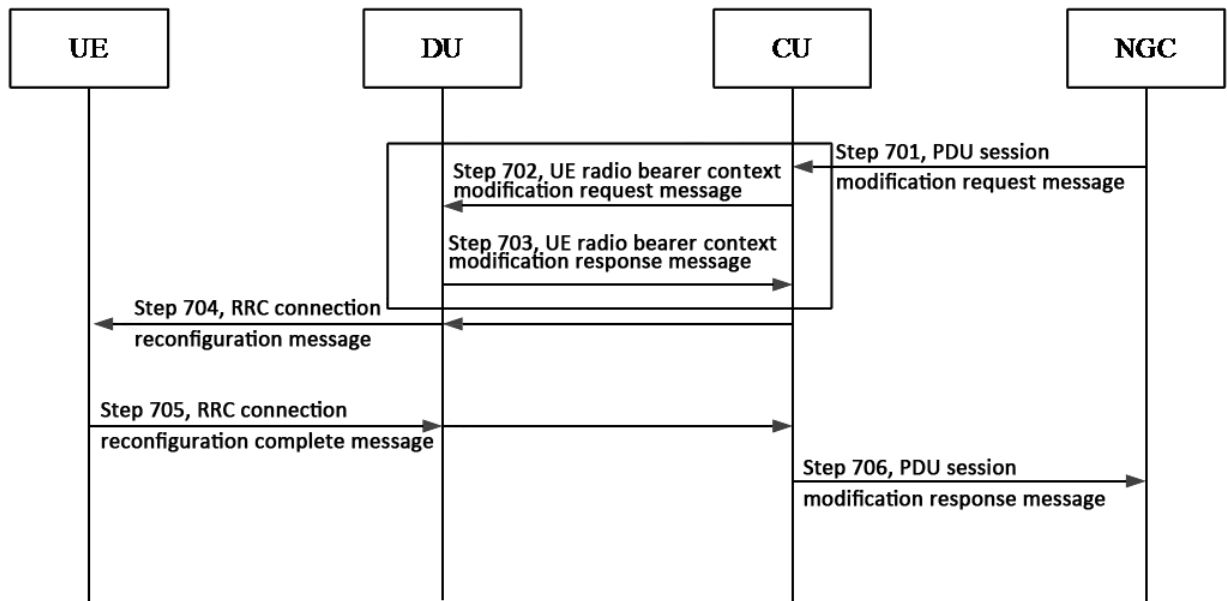 UE
DU
CU
NGC
Step 701, PDU session
modification request message
Step 702, UE radio bearer context
modification request message
Step 703, UE radio bearer context
modification response message
Step 704, RRC connection
reconfiguration message
Step 705, RRC connection
reconfiguration complete message
Step 706, PDU session
modification response message